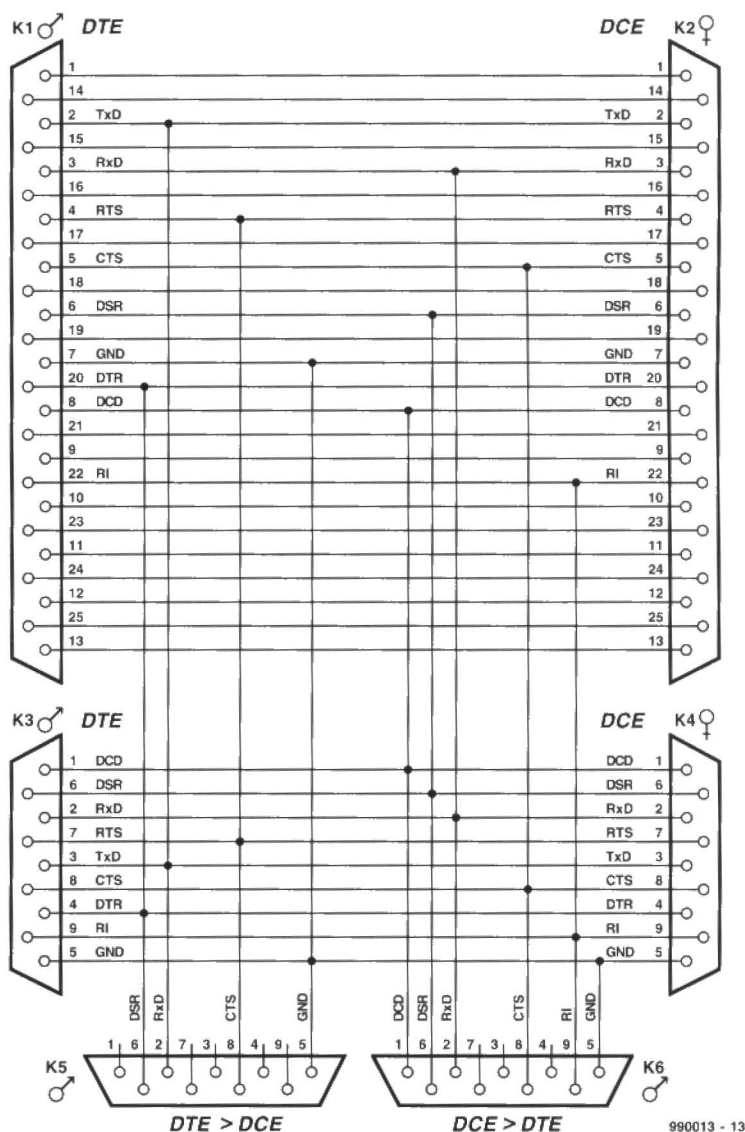 K1 ♂ DTE DCE K2 ♀
1 1
14 14
2 TxD TxD 2
15 15
3 RxD RxD 3
16 16
4 RTS RTS 4
17 17
5 CTS CTS 5
18 18
6 DSR DSR 6
19 19
7 GND GND 7
20 DTR DTR 20
8 DCD DCD 8
21 21
9 9
22 RI RI 22
10 10
23 23
11 11
24 24
12 12
25 25
13 13
K3 ♂ DTE DCE K4 ♀
1 DCD DCD 1
6 DSR DSR 6
2 RxD RxD 2
7 RTS RTS 7
3 TxD TxD 3
8 CTS CTS 8
4 DTR DTR 4
9 RI RI 9
5 GND GND 5
DSR RxD CTS GND DCD DSR RxD CTS RI GND
1 6 2 7 3 8 4 9 5 1 6 2 7 3 8 4 9 5
K5 ♂ K6 ♂
DTE > DCE DCE > DTE
990013 - 13